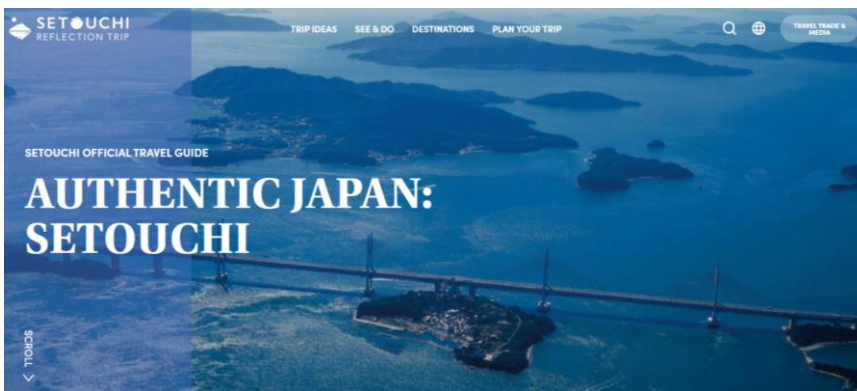 SETOUCHI
REFLECTION TRIP
TRIP IDEAS SEE & DO DESTINATIONS PLAN YOUR TRIP
TRAVEL TRADE &
MEDIA
SETOUCHI OFFICIAL TRAVEL GUIDE
AUTHENTIC JAPAN:
SETOUCHI
SCROLL